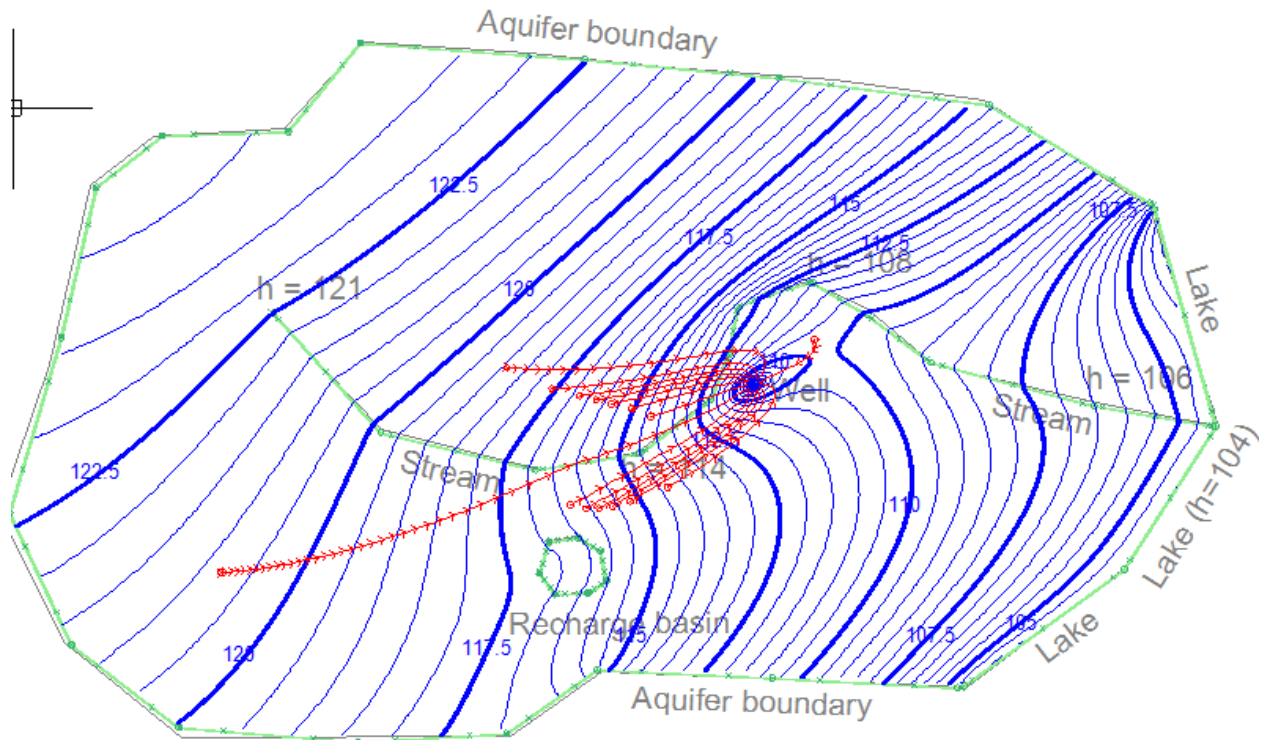 Aquifer boundary
122.5
115
107.5
117.5
112.5
h = 108
h = 121
120
Lake
10
Well
h = 106
Stream
122.5
Stream
h = 114
110
Lake (h=104)
Recharge basin
115
107.5
105
120
117.5
Lake
Aquifer boundary